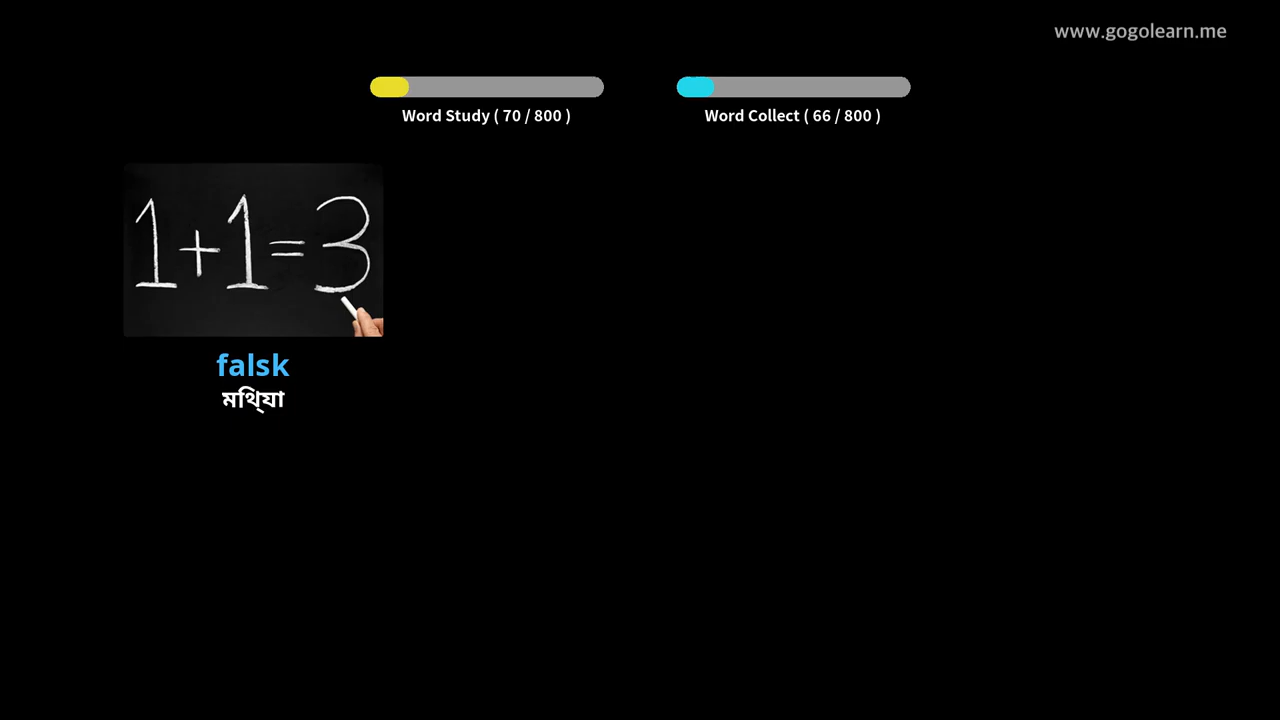 www.gogolearn.me
Word Study ( 70 / 800 )
Word Collect ( 66 / 800 )
1+1=3
falsk
মিথ্যা